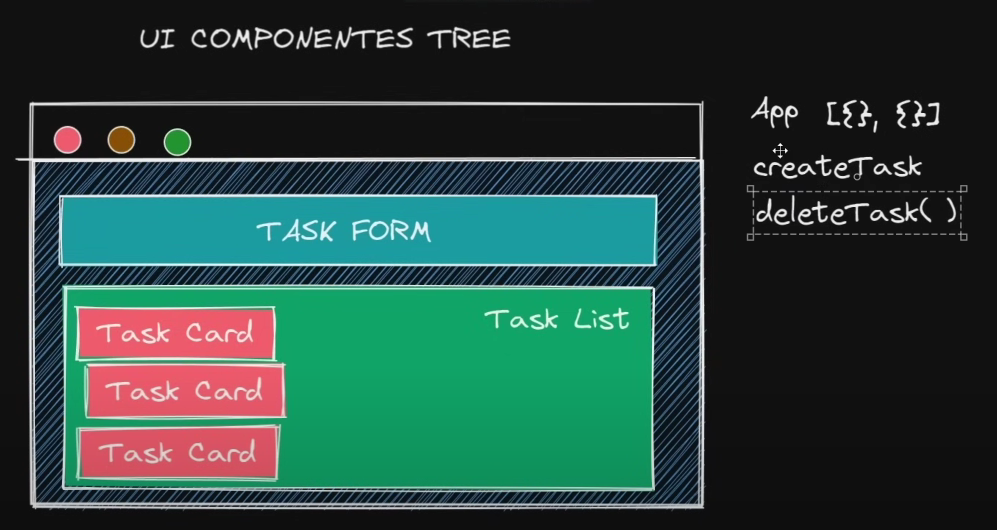 UI COMPONENTES TREE
App [{}, {}]
createTask
deleteTask( )
TASK FORM
Task List
Task Card
Task Card
Task Card